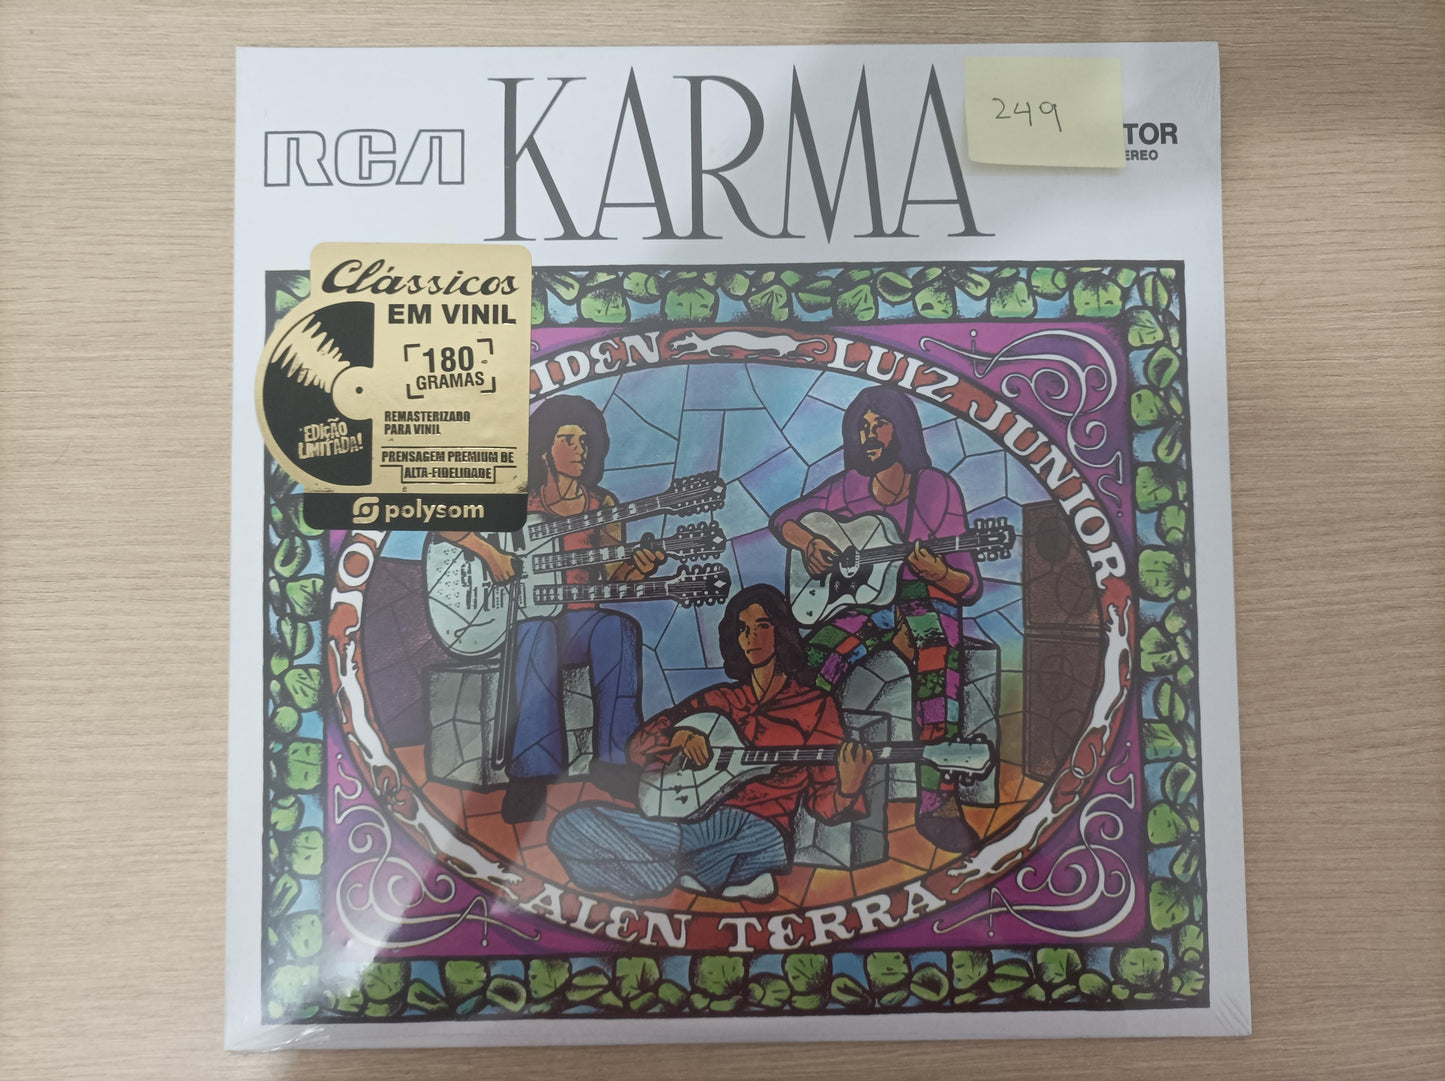 KARMA
249
RCA
TOR
EREO
Clássicos
EM VINIL
180
GRAMAS
REMASTERIZADO
PARA VINIL
EDIÇÃO
LIMITADA!
PRENSAGEM PREMIUM DE
ALTA-FIDELIDADE
polysom
JO
IDEN
LUIZ JUNIOR
ALEN TERRA